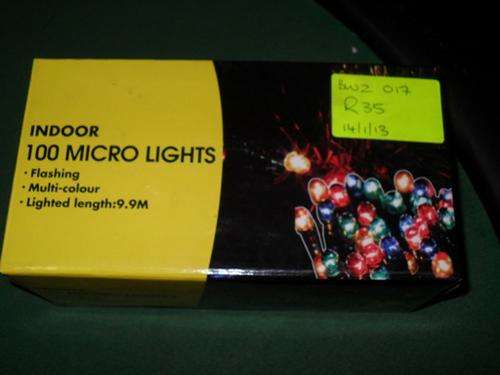 INDOOR
100 MICRO LIGHTS
· Flashing
· Multi-colour
· Lighted length:9.9M
BWZ 017
R35
14/1/13